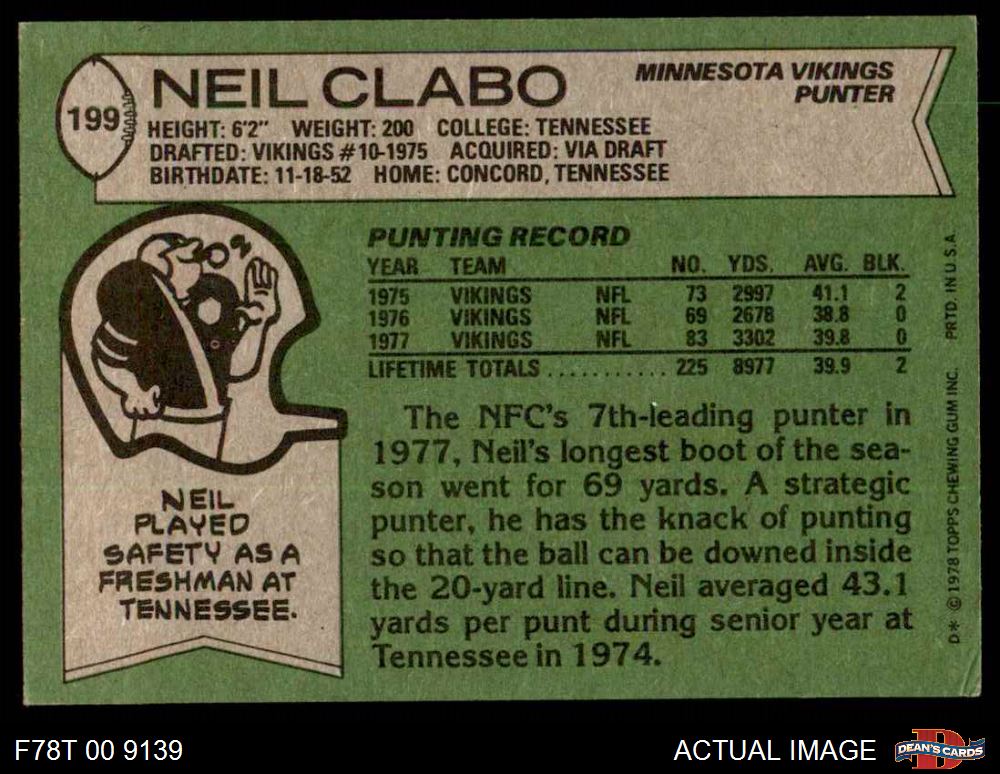 199
NEIL CLABO
MINNESOTA VIKINGS
PUNTER
HEIGHT: 6'2" WEIGHT: 200 COLLEGE: TENNESSEE
DRAFTED: VIKINGS #10-1975 ACQUIRED: VIA DRAFT
BIRTHDATE: 11-18-52 HOME: CONCORD, TENNESSEE
PUNTING RECORD
YEAR TEAM NO. YDS. AVG. BLK.
1975 VIKINGS NFL 73 2997 41.1 2
1976 VIKINGS NFL 69 2678 38.8 0
1977 VIKINGS NFL 83 3302 39.8 0
LIFETIME TOTALS ........... 225 8977 39.9 2
The NFC's 7th-leading punter in
1977, Neil's longest boot of the sea-
son went for 69 yards. A strategic
punter, he has the knack of punting
so that the ball can be downed inside
the 20-yard line. Neil averaged 43.1
yards per punt during senior year at
Tennessee in 1974.
NEIL
PLAYED
SAFETY AS A
FRESHMAN AT
TENNESSEE.
D* © 1978 TOPPS CHEWING GUM INC. PRTD. IN U.S.A.
F78T 00 9139
ACTUAL IMAGE
D
DEAN'S CARDS